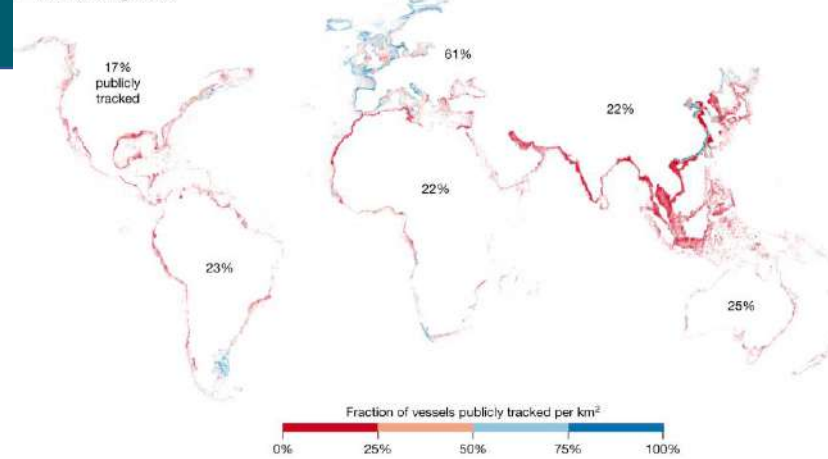 17%
publicly
tracked
61%
22%
22%
23%
25%
Fraction of vessels publicly tracked per km²
0% 25% 50% 75% 100%